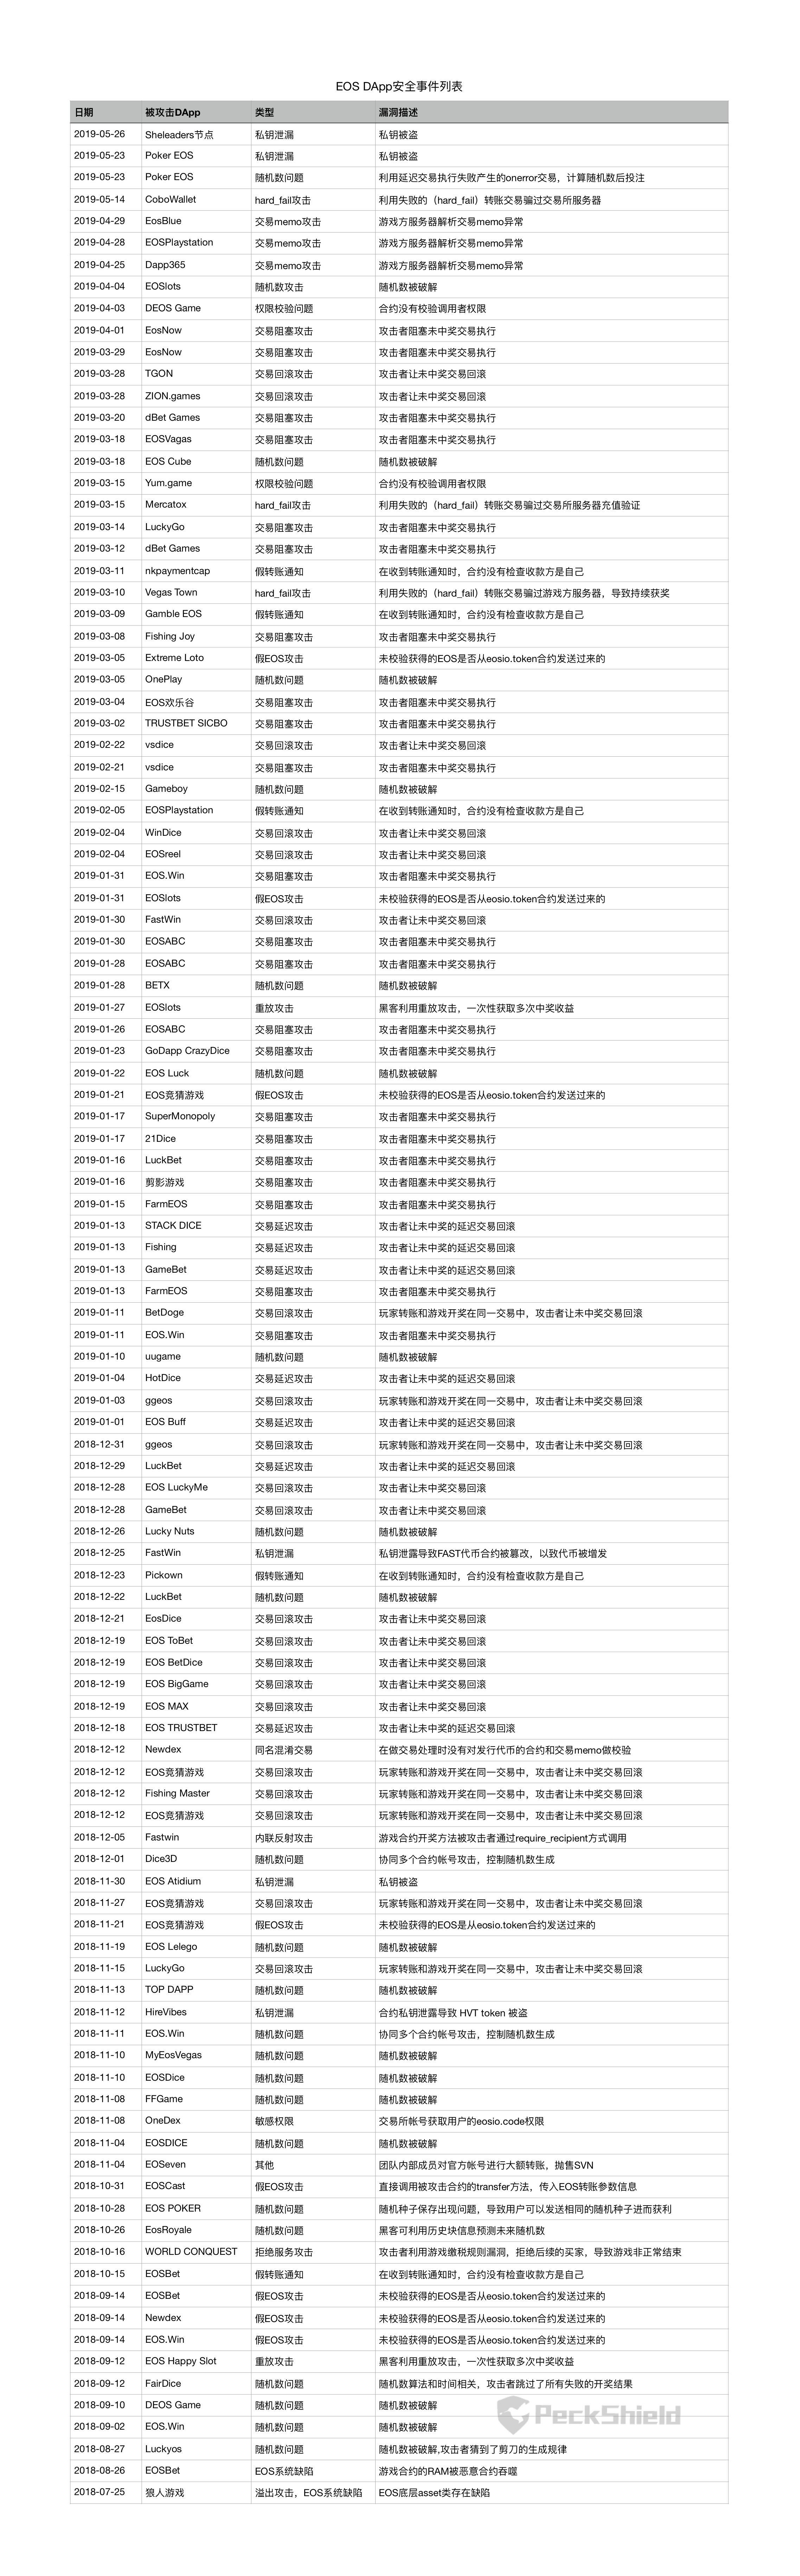 EOS DApp安全事件列表
日期 被攻击DApp 类型 漏洞描述
2019-05-26 Sheleaders节点 私钥泄漏 私钥被盗
2019-05-23 Poker EOS 私钥泄漏 私钥被盗
2019-05-23 Poker EOS 随机数问题 利用延迟交易执行失败产生的onerror交易，计算随机数后投注
2019-05-14 CoboWallet hard_fail攻击 利用失败的（hard_fail）转账交易骗过交易所服务器
2019-04-29 EosBlue 交易memo攻击 游戏方服务器解析交易memo异常
2019-04-28 EOSPlaystation 交易memo攻击 游戏方服务器解析交易memo异常
2019-04-25 Dapp365 交易memo攻击 游戏方服务器解析交易memo异常
2019-04-04 EOSlots 随机数攻击 随机数被破解
2019-04-03 DEOS Game 权限校验问题 合约没有校验调用者权限
2019-04-01 EosNow 交易阻塞攻击 攻击者阻塞未中奖交易执行
2019-03-29 EosNow 交易阻塞攻击 攻击者阻塞未中奖交易执行
2019-03-28 TGON 交易回滚攻击 攻击者让未中奖交易回滚
2019-03-28 ZION.games 交易回滚攻击 攻击者让未中奖交易回滚
2019-03-20 dBet Games 交易阻塞攻击 攻击者阻塞未中奖交易执行
2019-03-18 EOSVagas 交易阻塞攻击 攻击者阻塞未中奖交易执行
2019-03-18 EOS Cube 随机数问题 随机数被破解
2019-03-15 Yum.game 权限校验问题 合约没有校验调用者权限
2019-03-15 Mercatox hard_fail攻击 利用失败的（hard_fail）转账交易骗过交易所服务器充值验证
2019-03-14 LuckyGo 交易阻塞攻击 攻击者阻塞未中奖交易执行
2019-03-12 dBet Games 交易阻塞攻击 攻击者阻塞未中奖交易执行
2019-03-11 nkpaymentcap 假转账通知 在收到转账通知时，合约没有检查收款方是自己
2019-03-10 Vegas Town hard_fail攻击 利用失败的（hard_fail）转账交易骗过游戏方服务器，导致持续获奖
2019-03-09 Gamble EOS 假转账通知 在收到转账通知时，合约没有检查收款方是自己
2019-03-08 Fishing Joy 交易阻塞攻击 攻击者阻塞未中奖交易执行
2019-03-05 Extreme Loto 假EOS攻击 未校验获得的EOS是否从eosio.token合约发送过来的
2019-03-05 OnePlay 随机数问题 随机数被破解
2019-03-04 EOS欢乐谷 交易阻塞攻击 攻击者阻塞未中奖交易执行
2019-03-02 TRUSTBET SICBO 交易阻塞攻击 攻击者阻塞未中奖交易执行
2019-02-22 vsdice 交易回滚攻击 攻击者让未中奖交易回滚
2019-02-21 vsdice 交易阻塞攻击 攻击者阻塞未中奖交易执行
2019-02-15 Gameboy 随机数问题 随机数被破解
2019-02-05 EOSPlaystation 假转账通知 在收到转账通知时，合约没有检查收款方是自己
2019-02-04 WinDice 交易回滚攻击 攻击者让未中奖交易回滚
2019-02-04 EOSreel 交易回滚攻击 攻击者让未中奖交易回滚
2019-01-31 EOS.Win 交易阻塞攻击 攻击者阻塞未中奖交易执行
2019-01-31 EOSlots 假EOS攻击 未校验获得的EOS是否从eosio.token合约发送过来的
2019-01-30 FastWin 交易回滚攻击 攻击者让未中奖交易回滚
2019-01-30 EOSABC 交易阻塞攻击 攻击者阻塞未中奖交易执行
2019-01-28 EOSABC 交易阻塞攻击 攻击者阻塞未中奖交易执行
2019-01-28 BETX 随机数问题 随机数被破解
2019-01-27 EOSlots 重放攻击 黑客利用重放攻击，一次性获取多次中奖收益
2019-01-26 EOSABC 交易阻塞攻击 攻击者阻塞未中奖交易执行
2019-01-23 GoDapp CrazyDice 交易阻塞攻击 攻击者阻塞未中奖交易执行
2019-01-22 EOS Luck 随机数问题 随机数被破解
2019-01-21 EOS竞猜游戏 假EOS攻击 未校验获得的EOS是否从eosio.token合约发送过来的
2019-01-17 SuperMonopoly 交易阻塞攻击 攻击者阻塞未中奖交易执行
2019-01-17 21Dice 交易阻塞攻击 攻击者阻塞未中奖交易执行
2019-01-16 LuckBet 交易阻塞攻击 攻击者阻塞未中奖交易执行
2019-01-16 剪影游戏 交易阻塞攻击 攻击者阻塞未中奖交易执行
2019-01-15 FarmEOS 交易阻塞攻击 攻击者阻塞未中奖交易执行
2019-01-13 STACK DICE 交易延迟攻击 攻击者让未中奖的延迟交易回滚
2019-01-13 Fishing 交易延迟攻击 攻击者让未中奖的延迟交易回滚
2019-01-13 GameBet 交易延迟攻击 攻击者让未中奖的延迟交易回滚
2019-01-13 FarmEOS 交易阻塞攻击 攻击者阻塞未中奖交易执行
2019-01-11 BetDoge 交易回滚攻击 玩家转账和游戏开奖在同一交易中，攻击者让未中奖交易回滚
2019-01-11 EOS.Win 交易阻塞攻击 攻击者阻塞未中奖交易执行
2019-01-10 uugame 随机数问题 随机数被破解
2019-01-04 HotDice 交易延迟攻击 攻击者让未中奖的延迟交易回滚
2019-01-03 ggeos 交易回滚攻击 玩家转账和游戏开奖在同一交易中，攻击者让未中奖交易回滚
2019-01-01 EOS Buff 交易延迟攻击 攻击者让未中奖的延迟交易回滚
2018-12-31 ggeos 交易回滚攻击 玩家转账和游戏开奖在同一交易中，攻击者让未中奖交易回滚
2018-12-29 LuckBet 交易延迟攻击 攻击者让未中奖的延迟交易回滚
2018-12-28 EOS LuckyMe 交易回滚攻击 攻击者让未中奖交易回滚
2018-12-28 GameBet 交易回滚攻击 攻击者让未中奖交易回滚
2018-12-26 Lucky Nuts 随机数问题 随机数被破解
2018-12-25 FastWin 私钥泄漏 私钥泄露导致FAST代币合约被篡改，以致代币被增发
2018-12-23 Pickown 假转账通知 在收到转账通知时，合约没有检查收款方是自己
2018-12-22 LuckBet 随机数问题 随机数被破解
2018-12-21 EosDice 交易回滚攻击 攻击者让未中奖交易回滚
2018-12-19 EOS ToBet 交易回滚攻击 攻击者让未中奖交易回滚
2018-12-19 EOS BetDice 交易回滚攻击 攻击者让未中奖交易回滚
2018-12-19 EOS BigGame 交易回滚攻击 攻击者让未中奖交易回滚
2018-12-19 EOS MAX 交易回滚攻击 攻击者让未中奖交易回滚
2018-12-18 EOS TRUSTBET 交易延迟攻击 攻击者让未中奖的延迟交易回滚
2018-12-12 Newdex 同名混淆交易 在做交易处理时没有对发行代币的合约和交易memo做校验
2018-12-12 EOS竞猜游戏 交易回滚攻击 玩家转账和游戏开奖在同一交易中，攻击者让未中奖交易回滚
2018-12-12 Fishing Master 交易回滚攻击 玩家转账和游戏开奖在同一交易中，攻击者让未中奖交易回滚
2018-12-12 EOS竞猜游戏 交易回滚攻击 玩家转账和游戏开奖在同一交易中，攻击者让未中奖交易回滚
2018-12-05 Fastwin 内联反射攻击 游戏合约开奖方法被攻击者通过require_recipient方式调用
2018-12-01 Dice3D 随机数问题 协同多个合约帐号攻击，控制随机数生成
2018-11-30 EOS Atidium 私钥泄漏 私钥被盗
2018-11-27 EOS竞猜游戏 交易回滚攻击 玩家转账和游戏开奖在同一交易中，攻击者让未中奖交易回滚
2018-11-21 EOS竞猜游戏 假EOS攻击 未校验获得的EOS是从eosio.token合约发送过来的
2018-11-19 EOS Lelego 随机数问题 随机数被破解
2018-11-15 LuckyGo 交易回滚攻击 玩家转账和游戏开奖在同一交易中，攻击者让未中奖交易回滚
2018-11-13 TOP DAPP 随机数问题 随机数被破解
2018-11-12 HireVibes 私钥泄漏 合约私钥泄露导致 HVT token 被盗
2018-11-11 EOS.Win 随机数问题 协同多个合约帐号攻击，控制随机数生成
2018-11-10 MyEosVegas 随机数问题 随机数被破解
2018-11-10 EOSDice 随机数问题 随机数被破解
2018-11-08 FFGame 随机数问题 随机数被破解
2018-11-08 OneDex 敏感权限 交易所帐号获取用户的eosio.code权限
2018-11-04 EOSDICE 随机数问题 随机数被破解
2018-11-04 EOSeven 其他 团队内部成员对官方帐号进行大额转账，抛售SVN
2018-10-31 EOSCast 假EOS攻击 直接调用被攻击合约的transfer方法，传入EOS转账参数信息
2018-10-28 EOS POKER 随机数问题 随机种子保存出现问题，导致用户可以发送相同的随机种子进而获利
2018-10-26 EosRoyale 随机数问题 黑客可利用历史块信息预测未来随机数
2018-10-16 WORLD CONQUEST 拒绝服务攻击 攻击者利用游戏缴税规则漏洞，拒绝后续的买家，导致游戏非正常结束
2018-10-15 EOSBet 假转账通知 在收到转账通知时，合约没有检查收款方是自己
2018-09-14 EOSBet 假EOS攻击 未校验获得的EOS是否从eosio.token合约发送过来的
2018-09-14 Newdex 假EOS攻击 未校验获得的EOS是否从eosio.token合约发送过来的
2018-09-14 EOS.Win 假EOS攻击 未校验获得的EOS是否从eosio.token合约发送过来的
2018-09-12 EOS Happy Slot 重放攻击 黑客利用重放攻击，一次性获取多次中奖收益
2018-09-12 FairDice 随机数问题 随机数算法和时间相关，攻击者跳过了所有失败的开奖结果
2018-09-10 DEOS Game 随机数问题 随机数被破解
PeckShield
2018-09-02 EOS.Win 随机数问题 随机数被破解
2018-08-27 Luckyos 随机数问题 随机数被破解,攻击者猜到了剪刀的生成规律
2018-08-26 EOSBet EOS系统缺陷 游戏合约的RAM被恶意合约吞噬
2018-07-25 狼人游戏 溢出攻击，EOS系统缺陷 EOS底层asset类存在缺陷